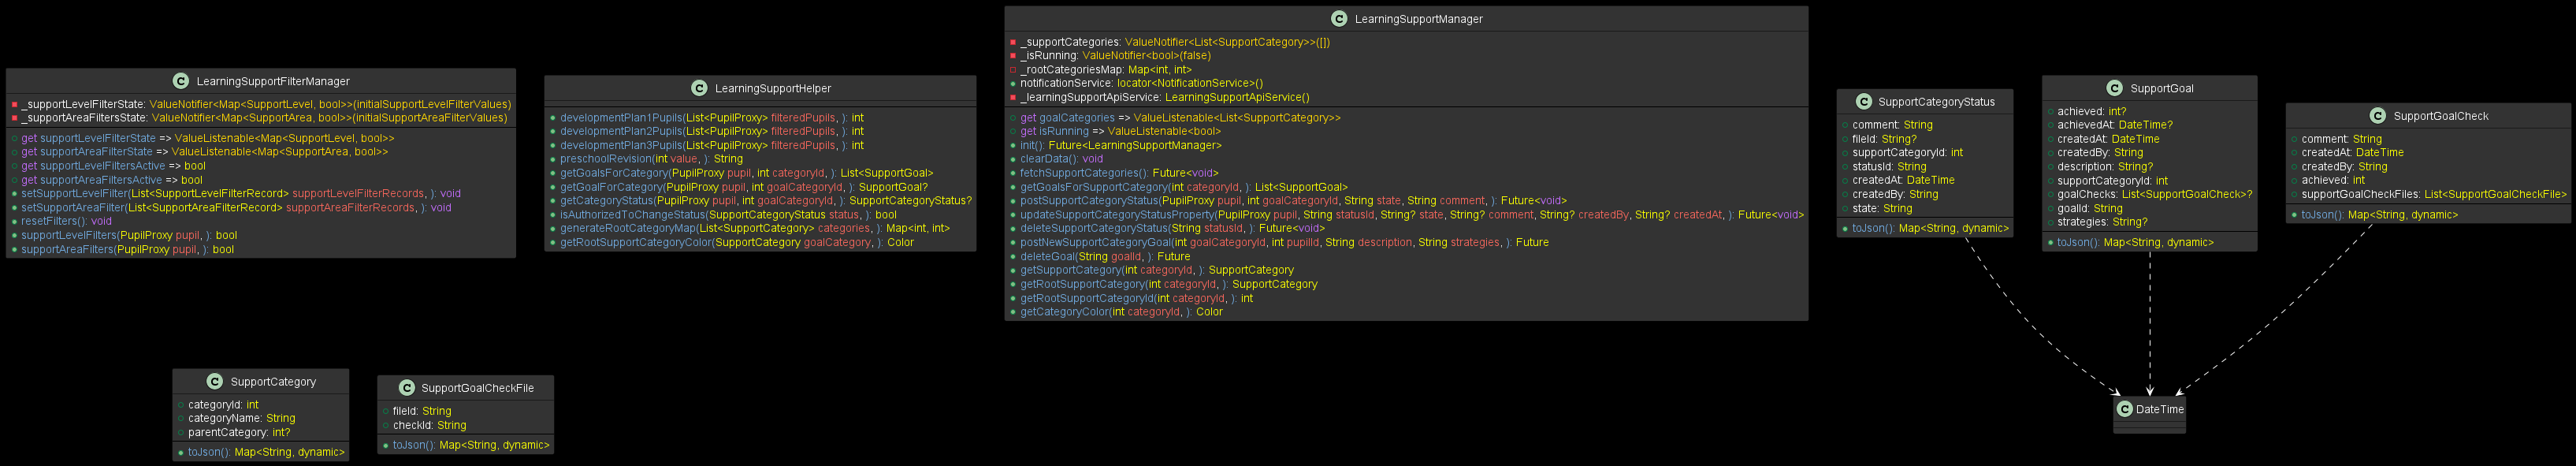 C LearningSupportFilterManager
_supportLevelFilterState: ValueNotifier<Map<SupportLevel, bool>>(initialSupportLevelFilterValues)
_supportAreaFiltersState: ValueNotifier<Map<SupportArea, bool>>(initialSupportAreaFilterValues)
get supportLevelFilterState => ValueListenable<Map<SupportLevel, bool>>
get supportAreaFilterState => ValueListenable<Map<SupportArea, bool>>
get supportLevelFiltersActive => bool
get supportAreaFiltersActive => bool
setSupportLevelFilter(List<SupportLevelFilterRecord> supportLevelFilterRecords, ): void
setSupportAreaFilter(List<SupportAreaFilterRecord> supportAreaFilterRecords, ): void
resetFilters(): void
supportLevelFilters(PupilProxy pupil, ): bool
supportAreaFilters(PupilProxy pupil, ): bool
C LearningSupportHelper
developmentPlan1Pupils(List<PupilProxy> filteredPupils, ): int
developmentPlan2Pupils(List<PupilProxy> filteredPupils, ): int
developmentPlan3Pupils(List<PupilProxy> filteredPupils, ): int
preschoolRevision(int value, ): String
getGoalsForCategory(PupilProxy pupil, int categoryId, ): List<SupportGoal>
getGoalForCategory(PupilProxy pupil, int goalCategoryId, ): SupportGoal?
getCategoryStatus(PupilProxy pupil, int goalCategoryId, ): SupportCategoryStatus?
isAuthorizedToChangeStatus(SupportCategoryStatus status, ): bool
generateRootCategoryMap(List<SupportCategory> categories, ): Map<int, int>
getRootSupportCategoryColor(SupportCategory goalCategory, ): Color
C LearningSupportManager
_supportCategories: ValueNotifier<List<SupportCategory>>([])
_isRunning: ValueNotifier<bool>(false)
_rootCategoriesMap: Map<int, int>
notificationService: locator<NotificationService>()
_learningSupportApiService: LearningSupportApiService()
get goalCategories => ValueListenable<List<SupportCategory>>
get isRunning => ValueListenable<bool>
init(): Future<LearningSupportManager>
clearData(): void
fetchSupportCategories(): Future<void>
getGoalsForSupportCategory(int categoryId, ): List<SupportGoal>
postSupportCategoryStatus(PupilProxy pupil, int goalCategoryId, String state, String comment, ): Future<void>
updateSupportCategoryStatusProperty(PupilProxy pupil, String statusId, String? state, String? comment, String? createdBy, String? createdAt, ): Future<void>
deleteSupportCategoryStatus(String statusId, ): Future<void>
postNewSupportCategoryGoal(int goalCategoryId, int pupilId, String description, String strategies, ): Future
deleteGoal(String goalId, ): Future
getSupportCategory(int categoryId, ): SupportCategory
getRootSupportCategory(int categoryId, ): SupportCategory
getRootSupportCategoryId(int categoryId, ): int
getCategoryColor(int categoryId, ): Color
C SupportCategoryStatus
comment: String
fileId: String?
supportCategoryId: int
statusId: String
createdAt: DateTime
createdBy: String
state: String
toJson(): Map<String, dynamic>
C SupportGoal
achieved: int?
achievedAt: DateTime?
createdAt: DateTime
createdBy: String
description: String?
supportCategoryId: int
goalChecks: List<SupportGoalCheck>?
goalId: String
strategies: String?
toJson(): Map<String, dynamic>
C SupportGoalCheck
comment: String
createdAt: DateTime
createdBy: String
achieved: int
supportGoalCheckFiles: List<SupportGoalCheckFile>
toJson(): Map<String, dynamic>
C SupportCategory
categoryId: int
categoryName: String
parentCategory: int?
toJson(): Map<String, dynamic>
C SupportGoalCheckFile
fileId: String
checkId: String
toJson(): Map<String, dynamic>
C DateTime